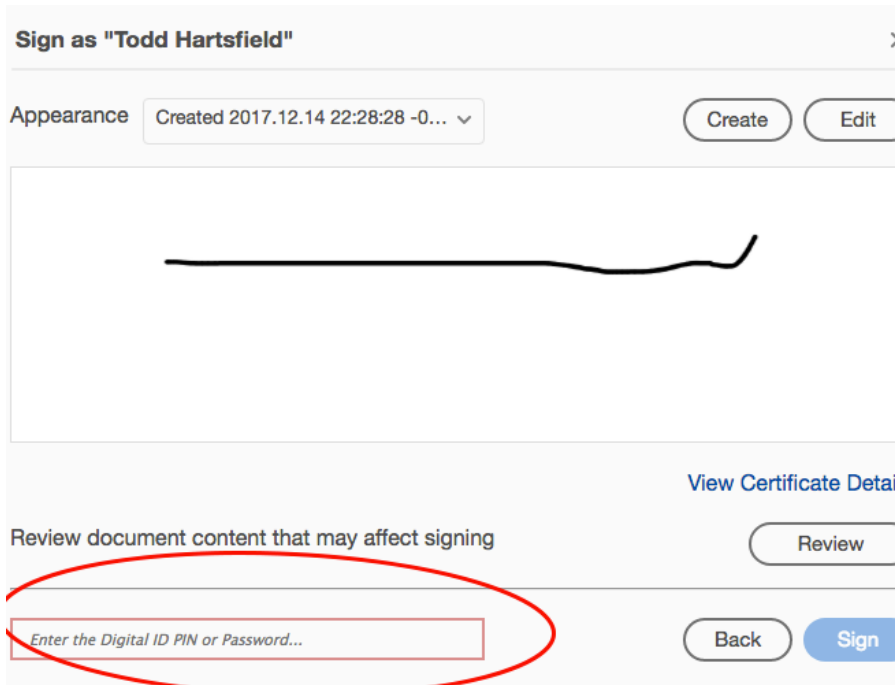 Sign as "Todd Hartsfield"
Appearance Created 2017.12.14 22:28:28 -0... Create Edit
View Certificate Detai
Review document content that may affect signing Review
Enter the Digital ID PIN or Password... Back Sign